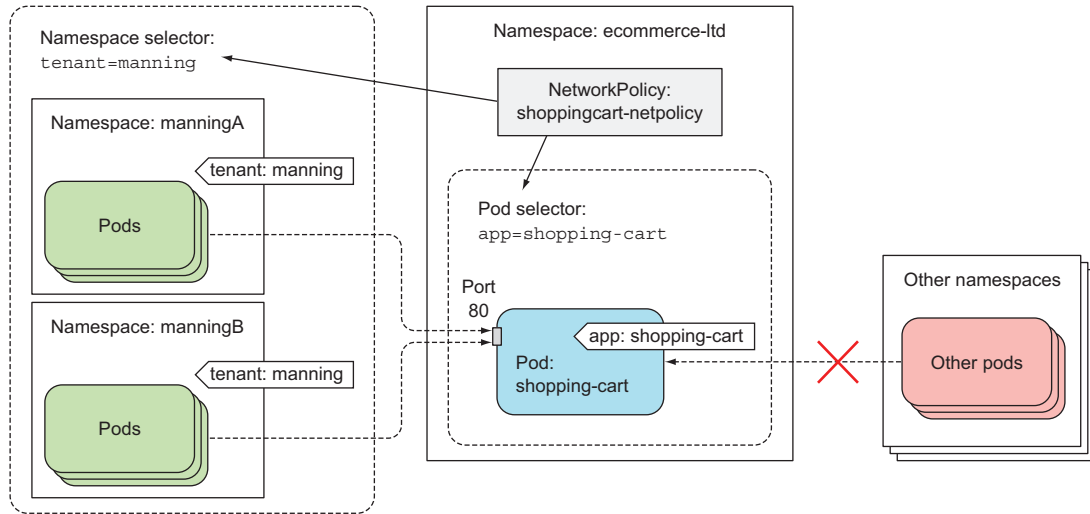 Namespace selector:
tenant=manning
Namespace: manningA
tenant: manning
Pods
Namespace: manningB
tenant: manning
Pods
Namespace: ecommerce-ltd
NetworkPolicy:
shoppingcart-netpolicy
Pod selector:
app=shopping-cart
Port
80
app: shopping-cart
Pod:
shopping-cart
Other namespaces
Other pods